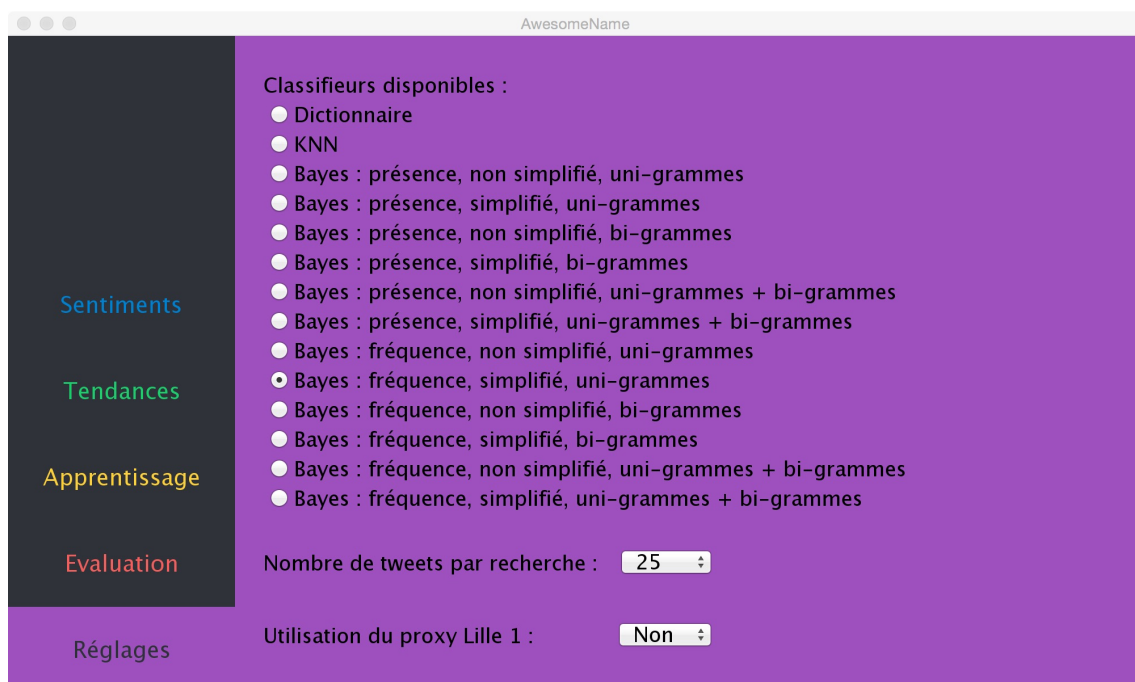 AwesomeName
Sentiments
Tendances
Apprentissage
Evaluation
Réglages
Classifieurs disponibles :
Dictionnaire
KNN
Bayes : présence, non simplifié, uni-grammes
Bayes : présence, simplifié, uni-grammes
Bayes : présence, non simplifié, bi-grammes
Bayes : présence, simplifié, bi-grammes
Bayes : présence, non simplifié, uni-grammes + bi-grammes
Bayes : présence, simplifié, uni-grammes + bi-grammes
Bayes : fréquence, non simplifié, uni-grammes
Bayes : fréquence, simplifié, uni-grammes
Bayes : fréquence, non simplifié, bi-grammes
Bayes : fréquence, simplifié, bi-grammes
Bayes : fréquence, non simplifié, uni-grammes + bi-grammes
Bayes : fréquence, simplifié, uni-grammes + bi-grammes
Nombre de tweets par recherche : 25
Utilisation du proxy Lille 1 : Non